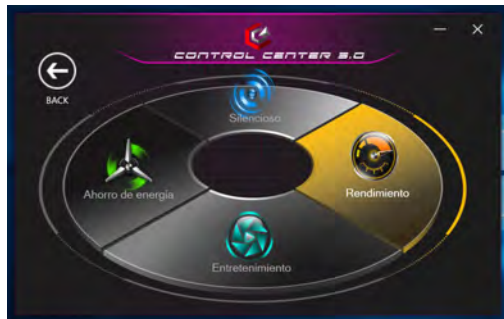 CONTROL CENTER 3.0
BACK
Silencioso
Ahorro de energía
Rendimiento
Entretenimiento